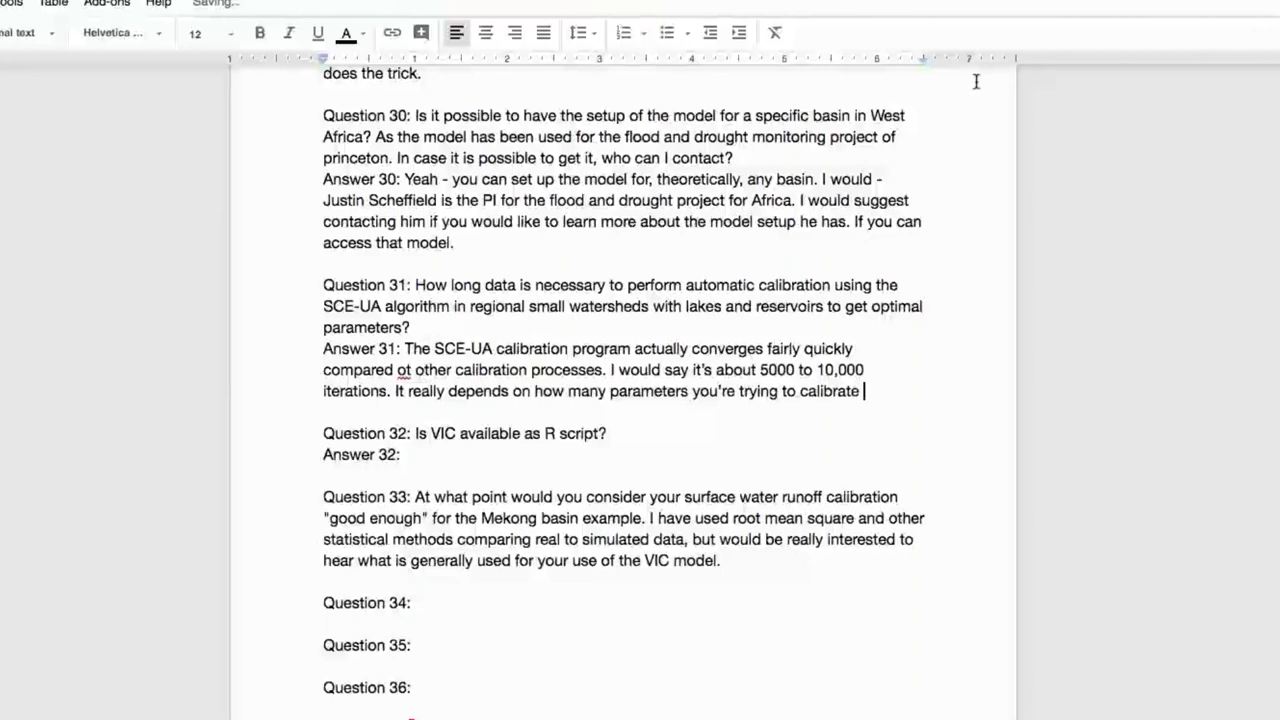 ools Table Add-ons Help Saving...
nal text Helvetica ... 12 B I U A
1 1 2 3 4 5 6 7
does the trick.
Question 30: Is it possible to have the setup of the model for a specific basin in West
Africa? As the model has been used for the flood and drought monitoring project of
princeton. In case it is possible to get it, who can I contact?
Answer 30: Yeah - you can set up the model for, theoretically, any basin. I would -
Justin Scheffield is the PI for the flood and drought project for Africa. I would suggest
contacting him if you would like to learn more about the model setup he has. If you can
access that model.
Question 31: How long data is necessary to perform automatic calibration using the
SCE-UA algorithm in regional small watersheds with lakes and reservoirs to get optimal
parameters?
Answer 31: The SCE-UA calibration program actually converges fairly quickly
compared ot other calibration processes. I would say it's about 5000 to 10,000
iterations. It really depends on how many parameters you're trying to calibrate
Question 32: Is VIC available as R script?
Answer 32:
Question 33: At what point would you consider your surface water runoff calibration
"good enough" for the Mekong basin example. I have used root mean square and other
statistical methods comparing real to simulated data, but would be really interested to
hear what is generally used for your use of the VIC model.
Question 34:
Question 35:
Question 36: